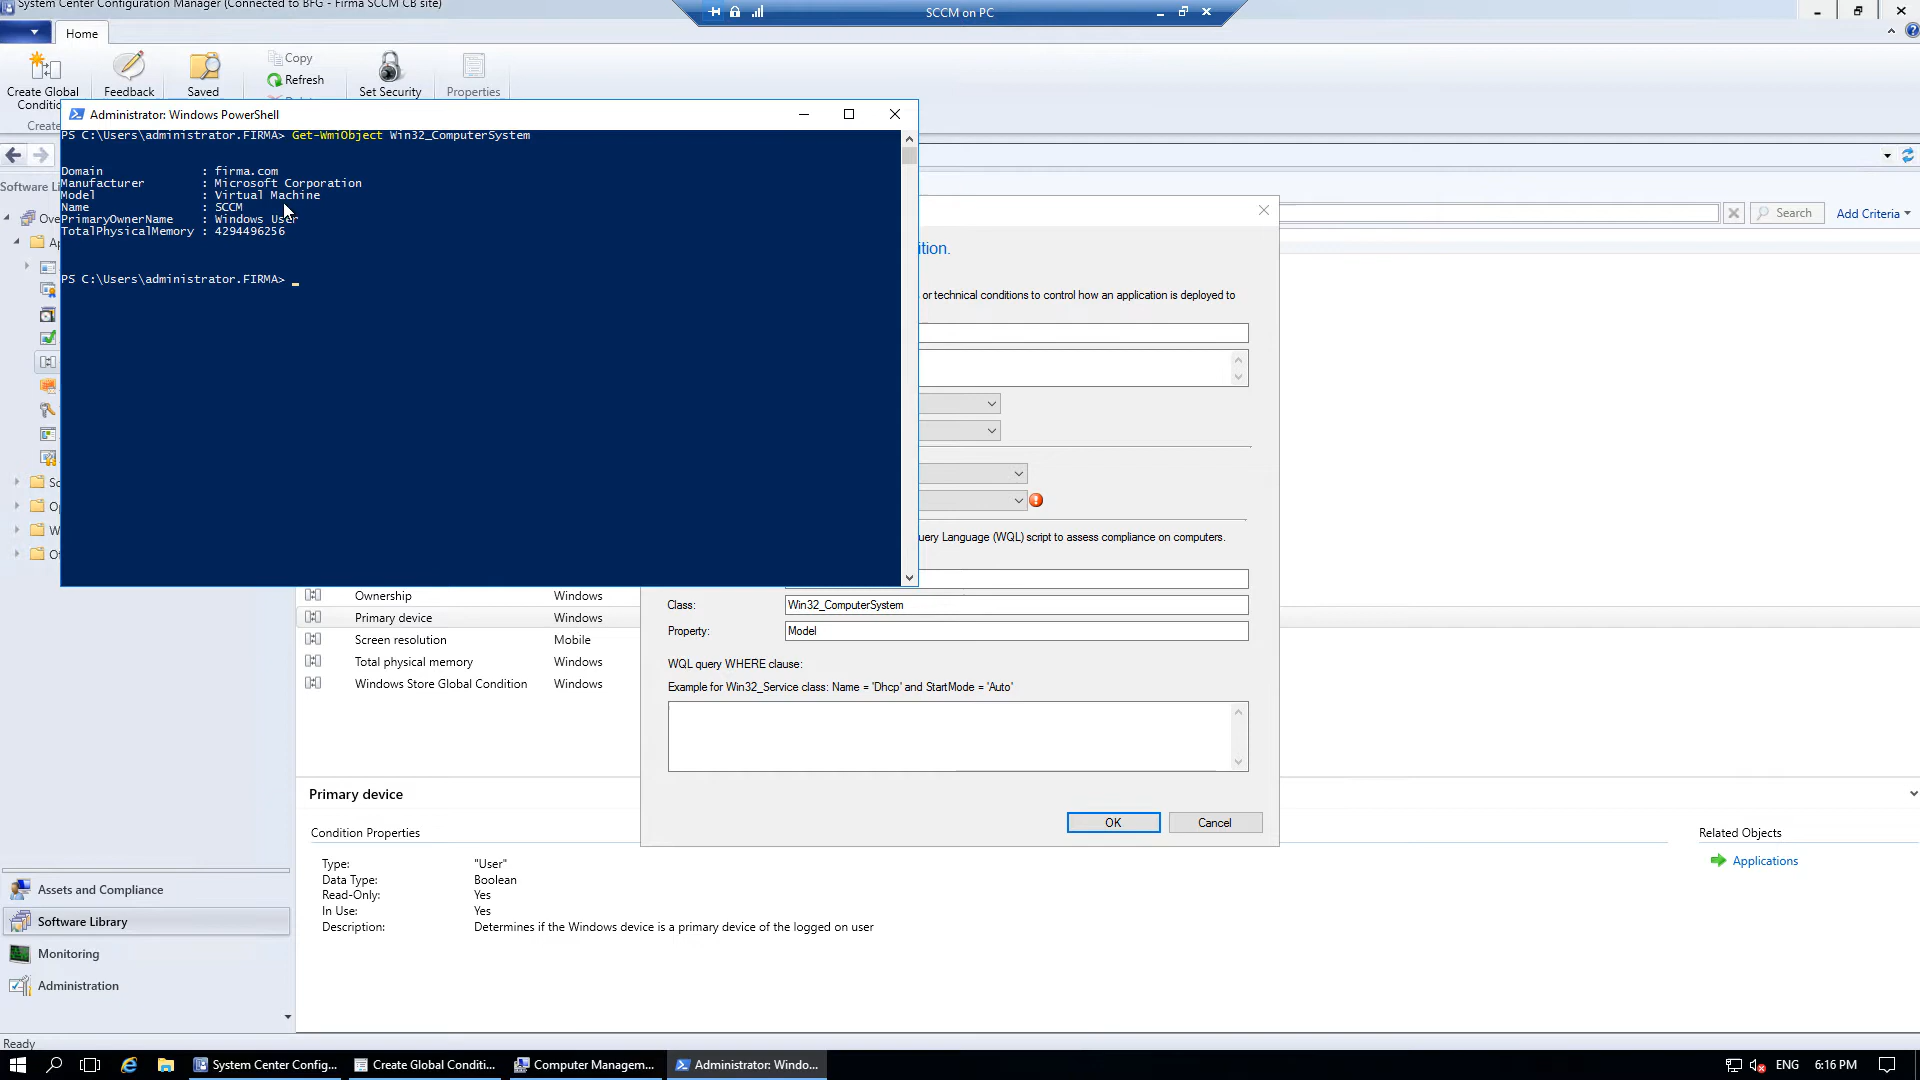 System Center Configuration Manager (Connected to BFG - Firma SCCM CB site)
SCCM on PC
Home
Create Global
Feedback
Saved
Copy
Refresh
Set Security
Properties
Administrator: Windows PowerShell
PS C:\Users\administrator.FIRMA> Get-WmiObject Win32_ComputerSystem
Domain : firma.com
Manufacturer : Microsoft Corporation
Model : Virtual Machine
Name : SCCM
PrimaryOwnerName : Windows User
TotalPhysicalMemory : 4294496256
PS C:\Users\administrator.FIRMA>
Search
Add Criteria
ition.
or technical conditions to control how an application is deployed to
uery Language (WQL) script to assess compliance on computers.
Class: Win32_ComputerSystem
Property: Model
WQL query WHERE clause:
Example for Win32_Service class: Name = 'Dhcp' and StartMode = 'Auto'
OK
Cancel
Ownership Windows
Primary device Windows
Screen resolution Mobile
Total physical memory Windows
Windows Store Global Condition Windows
Primary device
Condition Properties
Type: "User"
Data Type: Boolean
Read-Only: Yes
In Use: Yes
Description: Determines if the Windows device is a primary device of the logged on user
Related Objects
Applications
Assets and Compliance
Software Library
Monitoring
Administration
Ready
System Center Config...
Create Global Conditi...
Computer Managem...
Administrator: Windo...
ENG
6:16 PM